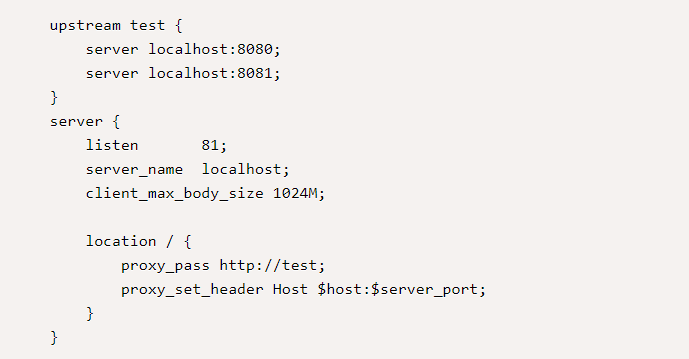 upstream test {
    server localhost:8080;
    server localhost:8081;
}
server {
    listen       81;
    server_name  localhost;
    client_max_body_size 1024M;

    location / {
        proxy_pass http://test;
        proxy_set_header Host $host:$server_port;
    }
}